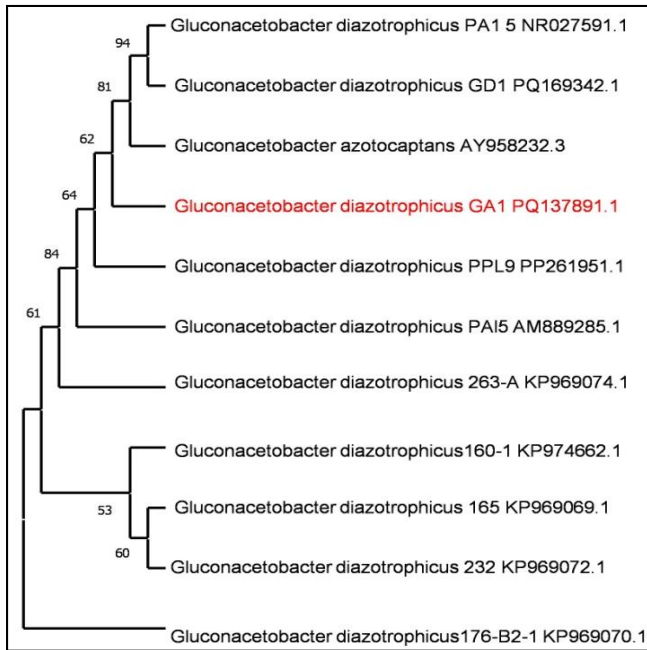 Gluconacetobacter diazotrophicus PA1 5 NR027591.1
94
Gluconacetobacter diazotrophicus GD1 PQ169342.1
81
Gluconacetobacter azotocaptans AY958232.3
62
Gluconacetobacter diazotrophicus GA1 PQ137891.1
64
Gluconacetobacter diazotrophicus PPL9 PP261951.1
84
Gluconacetobacter diazotrophicus PAI5 AM889285.1
61
Gluconacetobacter diazotrophicus 263-A KP969074.1
Gluconacetobacter diazotrophicus160-1 KP974662.1
53
Gluconacetobacter diazotrophicus 165 KP969069.1
60
Gluconacetobacter diazotrophicus 232 KP969072.1
Gluconacetobacter diazotrophicus176-B2-1 KP969070.1